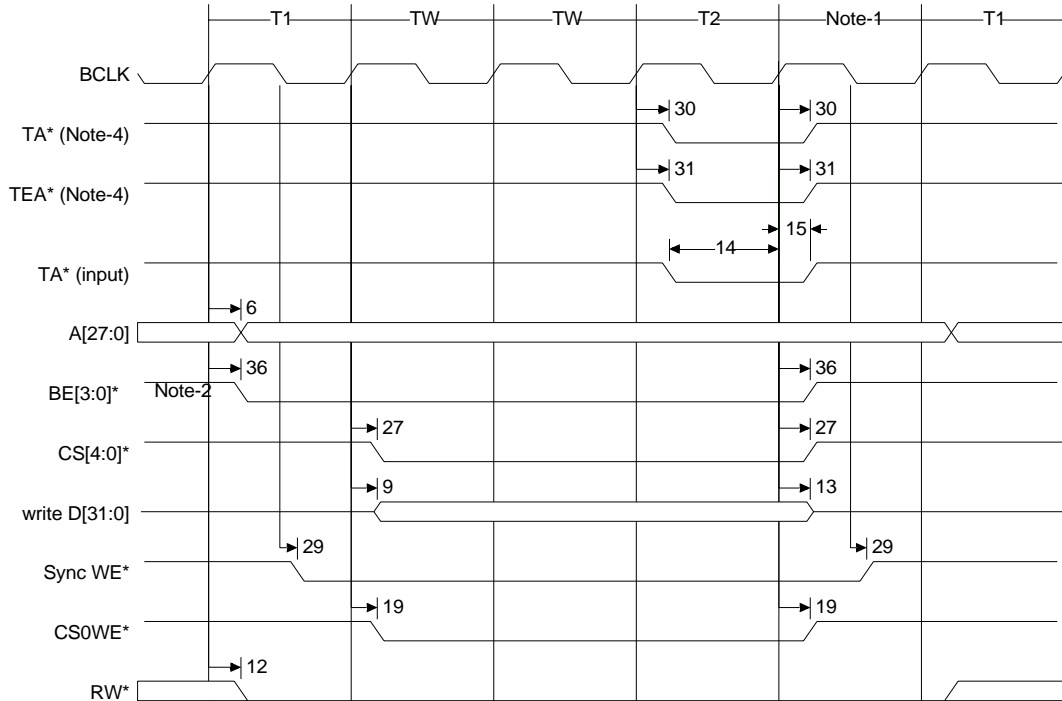 T1 TW TW T2 Note-1 T1
BCLK
30 30
TA* (Note-4)
31 31
TEA* (Note-4)
14 15
TA* (input)
6
A[27:0]
36 36
BE[3:0]* Note-2
27 27
CS[4:0]*
9 13
write D[31:0]
29 29
Sync WE*
19 19
CS0WE*
12
RW*